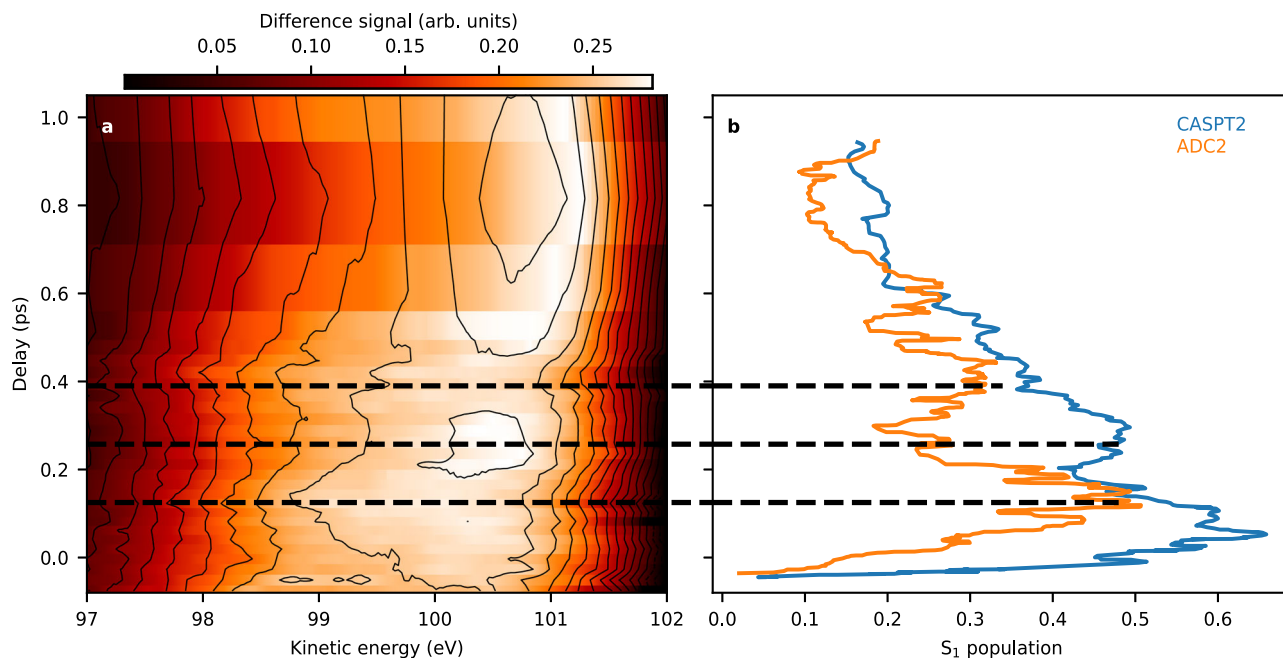 Difference signal (arb. units)
0.05 0.10 0.15 0.20 0.25
a
1.0
0.8
0.6
0.4
0.2
0.0
Delay (ps)
97 98 99 100 101 102
Kinetic energy (eV)
b
CASPT2
ADC2
0.0 0.1 0.2 0.3 0.4 0.5 0.6
S₁ population